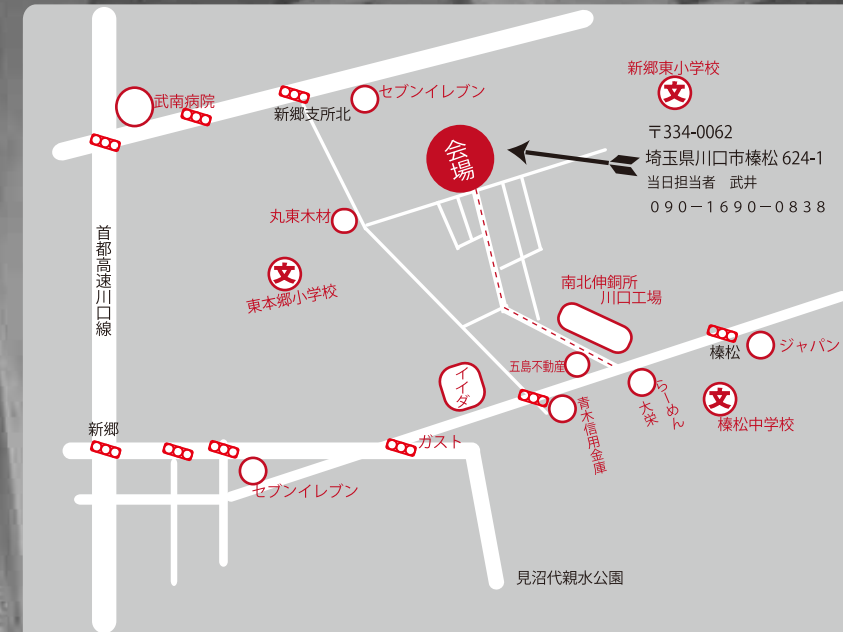 新郷東小学校
文
武南病院
セブンイレブン
新郷支所北
会場
〒334-0062
埼玉県川口市榛松 624-1
当日担当者　武井
０９０－１６９０－０８３８
丸東木材
首都高速川口線
文
東本郷小学校
南北伸銅所
川口工場
榛松
ジャパン
五島不動産
イイダ
らーめん
大栄
青木信用金庫
文
榛松中学校
新郷
ガスト
セブンイレブン
見沼代親水公園